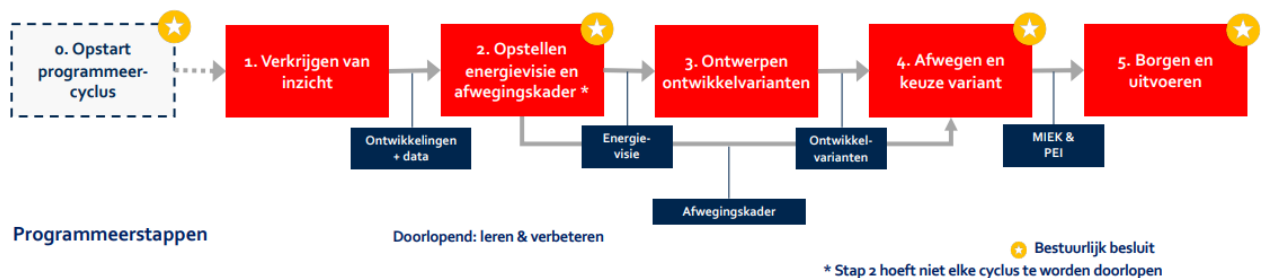 0. Opstart
programmeer-
cyclus
1. Verkrijgen van
inzicht
2. Opstellen
energievisie en
afwegingskader *
3. Ontwerpen
ontwikkelvarianten
4. Afwegen en
keuze variant
5. Borgen en
uitvoeren
Ontwikkelingen
+ data
Energie-
visie
Ontwikkel-
varianten
MIEK &
PEI
Afwegingskader
Programmeerstappen
Doorlopend: leren & verbeteren
Bestuurlijk besluit
* Stap 2 hoeft niet elke cyclus te worden doorlopen